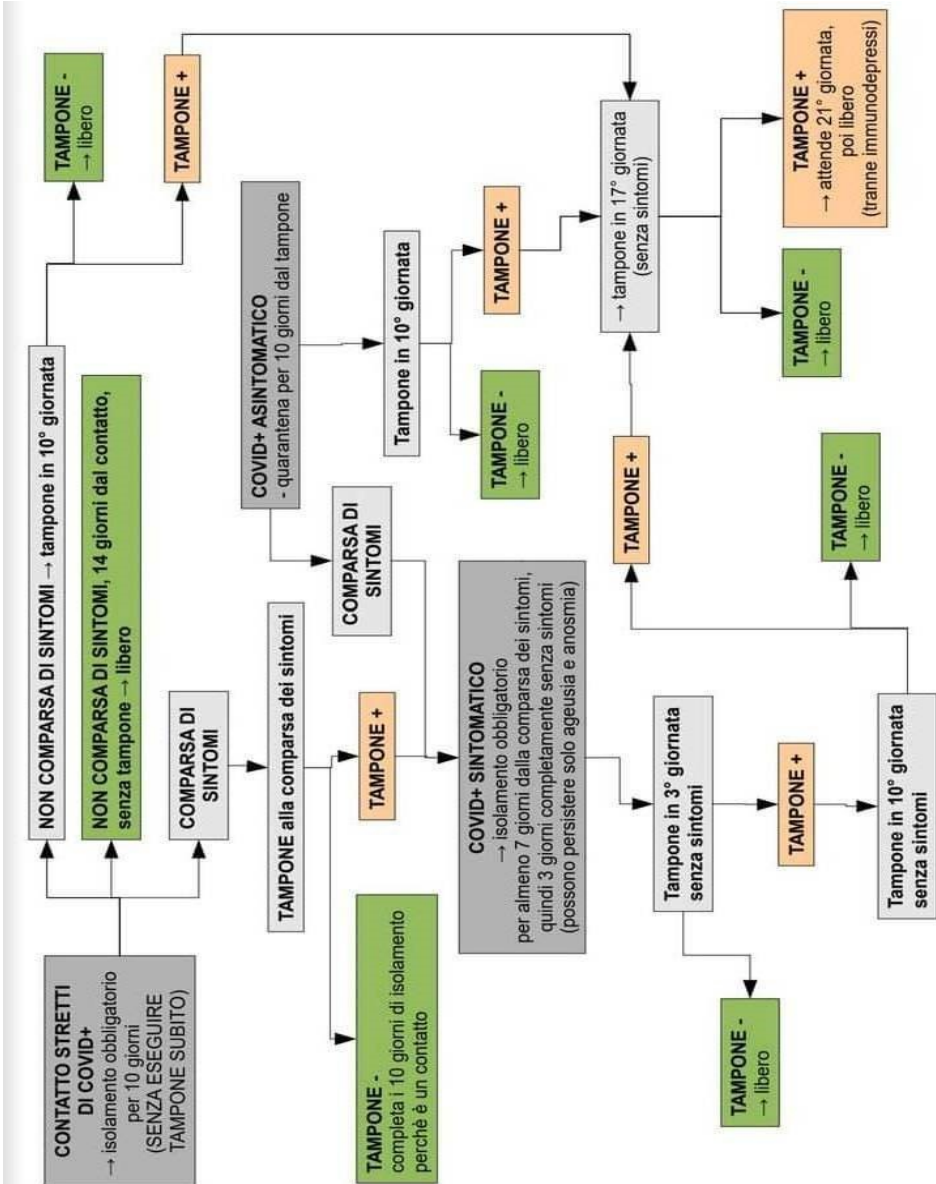 CONTATTO STRETTI
DI COVID+
→ isolamento obbligatorio
per 10 giorni
(SENZA ESEGUIRE
TAMPONE SUBITO)
NON COMPARSA DI SINTOMI → tampone in 10° giornata
NON COMPARSA DI SINTOMI, 14 giorni dal contatto,
senza tampone → libero
COMPARSA DI
SINTOMI
TAMPONE -
→ libero
TAMPONE +
TAMPONE alla comparsa dei sintomi
TAMPONE -
completa i 10 giorni di isolamento
perchè è un contatto
TAMPONE +
COVID+ ASINTOMATICO
- quarantena per 10 giorni dal tampone
COMPARSA DI
SINTOMI
Tampone in 10° giornata
TAMPONE -
→ libero
TAMPONE +
COVID+ SINTOMATICO
→ isolamento obbligatorio
per almeno 7 giorni dalla comparsa dei sintomi,
quindi 3 giorni completamente senza sintomi
(possono persistere solo ageusia e anosmia)
Tampone in 3° giornata
senza sintomi
TAMPONE -
→ libero
TAMPONE +
Tampone in 10° giornata
senza sintomi
TAMPONE +
TAMPONE -
→ libero
→ tampone in 17° giornata
(senza sintomi)
TAMPONE -
→ libero
TAMPONE +
→ attende 21° giornata,
poi libero
(tranne immunodepressi)